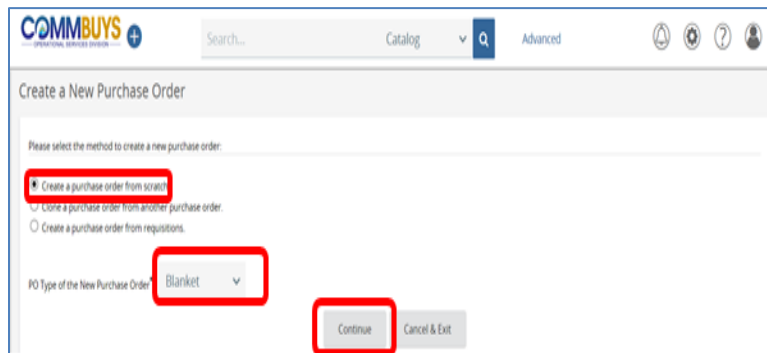 COMMBUYS
OPERATIONAL SERVICES DIVISION
Search... Catalog Advanced
Create a New Purchase Order
Please select the method to create a new purchase order:
Create a purchase order from scratch
Clone a purchase order from another purchase order.
Create a purchase order from requisitions.
PO Type of the New Purchase Order* Blanket
Continue Cancel & Exit